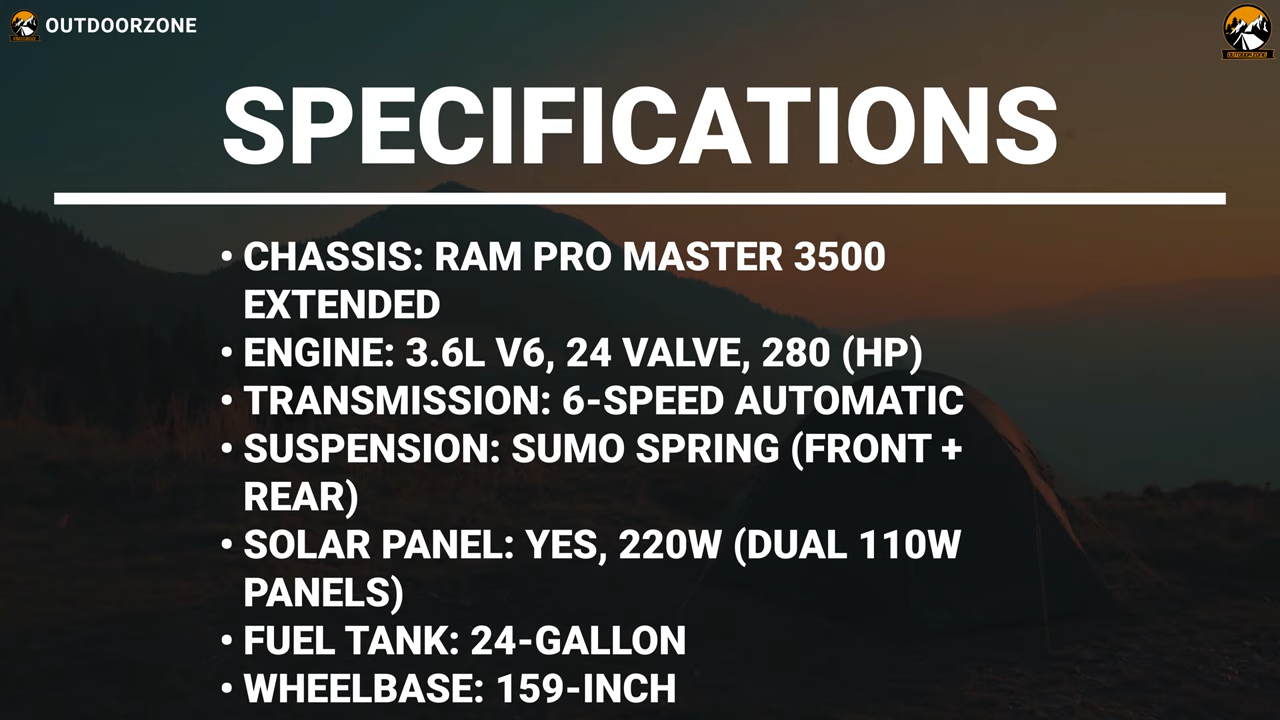 OUTDOORZONE
OUTDOORZONE
SPECIFICATIONS
• CHASSIS: RAM PRO MASTER 3500
EXTENDED
• ENGINE: 3.6L V6, 24 VALVE, 280 (HP)
• TRANSMISSION: 6-SPEED AUTOMATIC
• SUSPENSION: SUMO SPRING (FRONT +
REAR)
• SOLAR PANEL: YES, 220W (DUAL 110W
PANELS)
• FUEL TANK: 24-GALLON
• WHEELBASE: 159-INCH